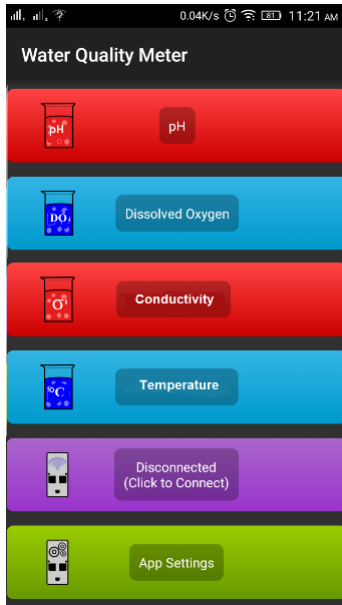 0.04K/s 81 11:21 AM
Water Quality Meter
pH
pH
DO
Dissolved Oxygen
σ
Conductivity
°C
Temperature
Disconnected
(Click to Connect)
App Settings